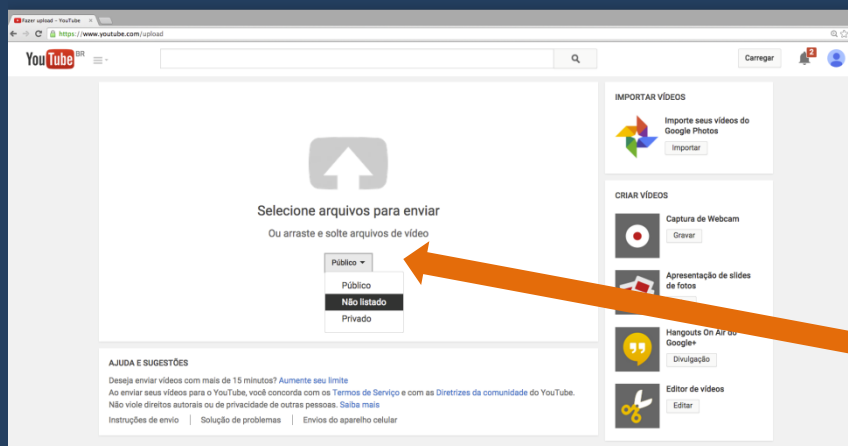 Fazer upload - YouTube
https://www.youtube.com/upload
YouTube BR
Carregar
2
Selecione arquivos para enviar
Ou arraste e solte arquivos de vídeo
Público
Público
Não listado
Privado
IMPORTAR VÍDEOS
Importe seus vídeos do
Google Photos
Importar
CRIAR VÍDEOS
Captura de Webcam
Gravar
Apresentação de slides
de fotos
Hangouts On Air do
Google+
Divulgação
Editor de vídeos
Editar
AJUDA E SUGESTÕES
Deseja enviar vídeos com mais de 15 minutos? Aumente seu limite
Ao enviar seus vídeos para o YouTube, você concorda com os Termos de Serviço e com as Diretrizes da comunidade do YouTube.
Não viole direitos autorais ou de privacidade de outras pessoas. Saiba mais
Instruções de envio | Solução de problemas | Envios do aparelho celular